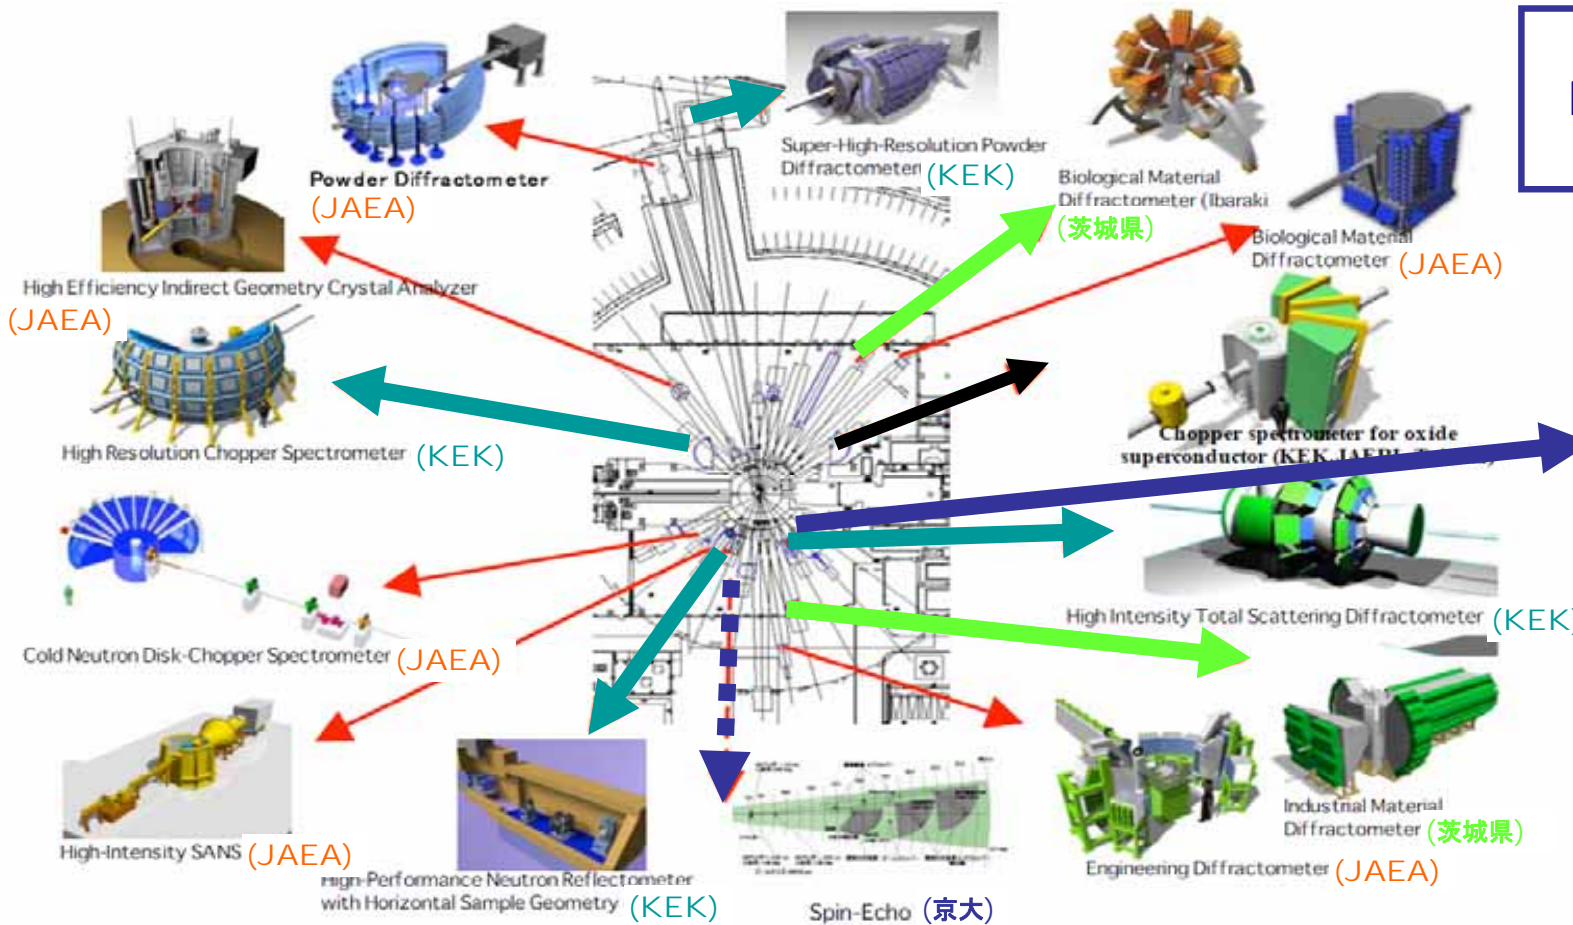 Powder Diffractometer
(JAEA)
Super-High-Resolution Powder
Diffractometer (KEK)
Biological Material
Diffractometer (Ibaraki
(茨城県)
Biological Material
Diffractometer (JAEA)
High Efficiency Indirect Geometry Crystal Analyzer
(JAEA)
High Resolution Chopper Spectrometer (KEK)
Chopper spectrometer for oxide
superconductor (KEK
Cold Neutron Disk-Chopper Spectrometer (JAEA)
High Intensity Total Scattering Diffractometer (KEK)
High-Intensity SANS (JAEA)
High-Performance Neutron Reflectometer
with Horizontal Sample Geometry (KEK)
Spin-Echo (京大)
Industrial Material
Diffractometer (茨城県)
Engineering Diffractometer (JAEA)